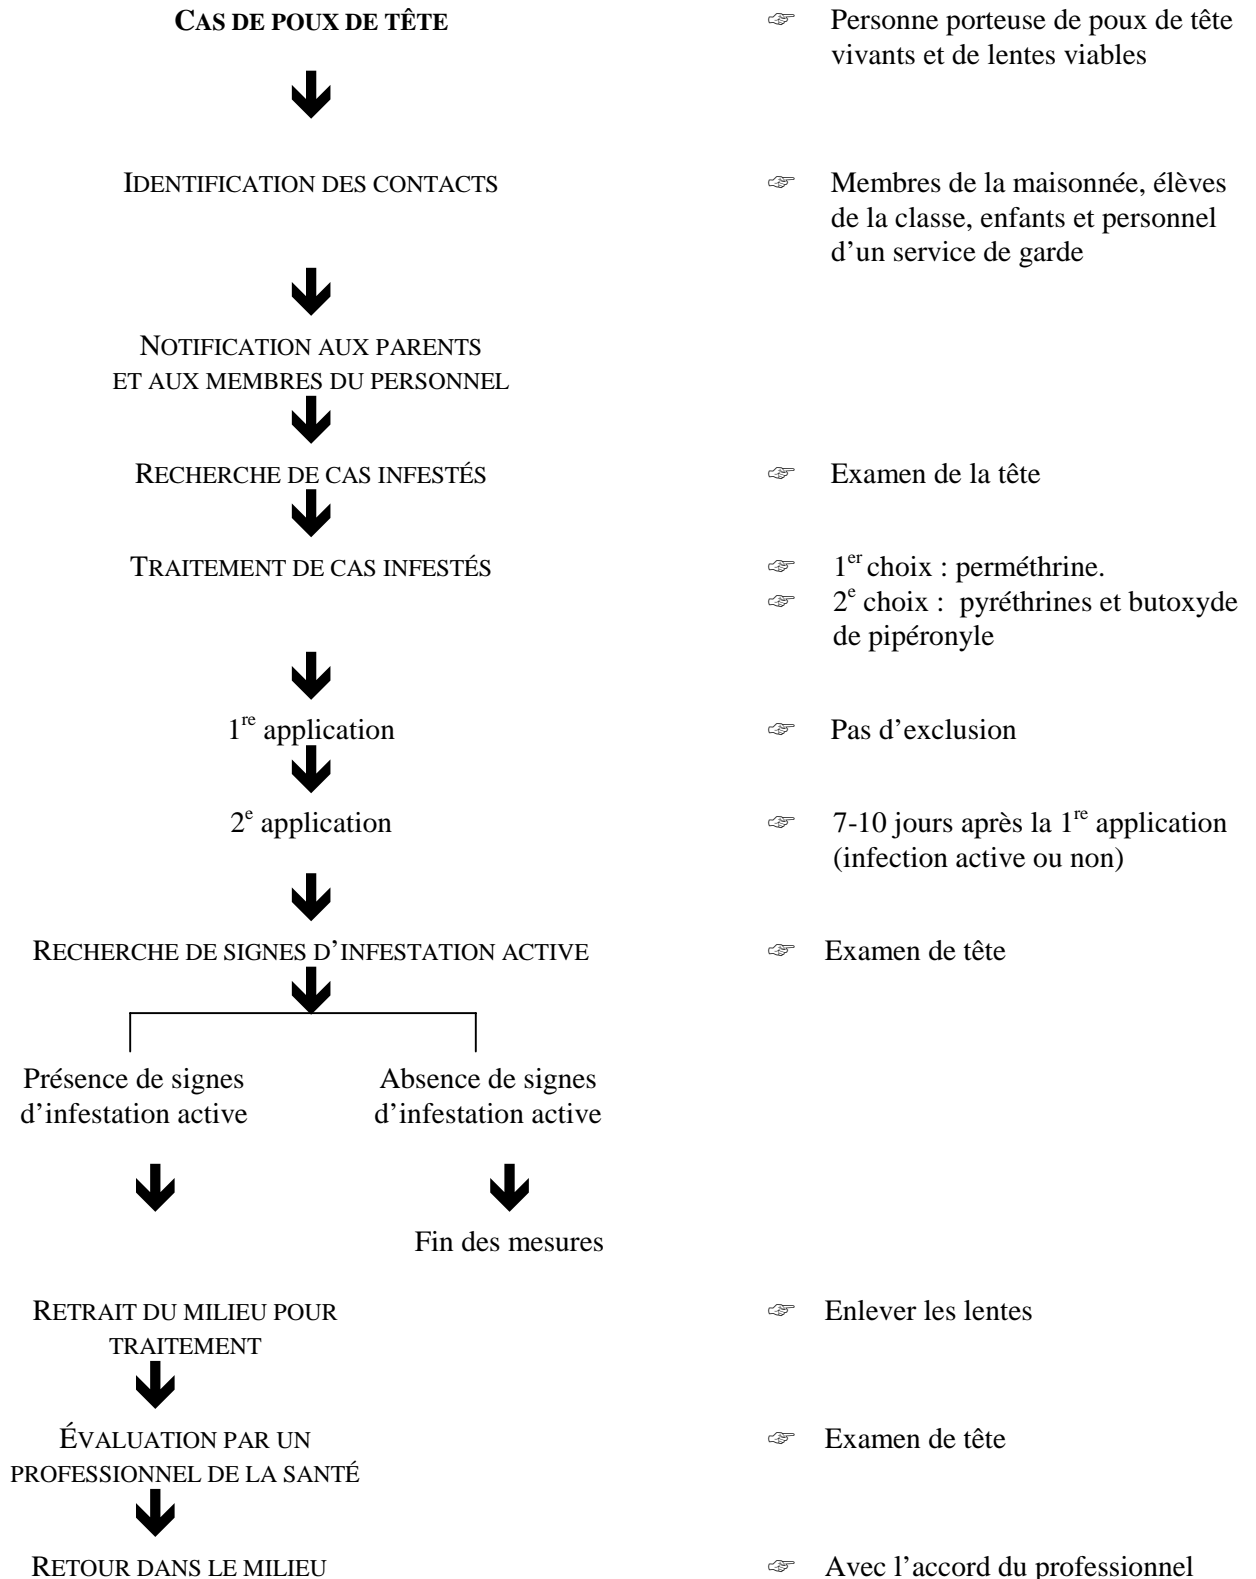 CAS DE POUX DE TÊTE
☞ Personne porteuse de poux de tête
vivants et de lentes viables
IDENTIFICATION DES CONTACTS
☞ Membres de la maisonnée, élèves
de la classe, enfants et personnel
d’un service de garde
NOTIFICATION AUX PARENTS
ET AUX MEMBRES DU PERSONNEL
RECHERCHE DE CAS INFESTÉS
☞ Examen de la tête
TRAITEMENT DE CAS INFESTÉS
☞ 1er choix : perméthrine.
☞ 2e choix : pyréthrines et butoxyde
de pipéronyle
1re application
☞ Pas d’exclusion
2e application
☞ 7-10 jours après la 1re application
(infection active ou non)
RECHERCHE DE SIGNES D’INFESTATION ACTIVE
☞ Examen de tête
Présence de signes
d’infestation active
Absence de signes
d’infestation active
Fin des mesures
RETRAIT DU MILIEU POUR
TRAITEMENT
☞ Enlever les lentes
ÉVALUATION PAR UN
PROFESSIONNEL DE LA SANTÉ
☞ Examen de tête
RETOUR DANS LE MILIEU
☞ Avec l’accord du professionnel